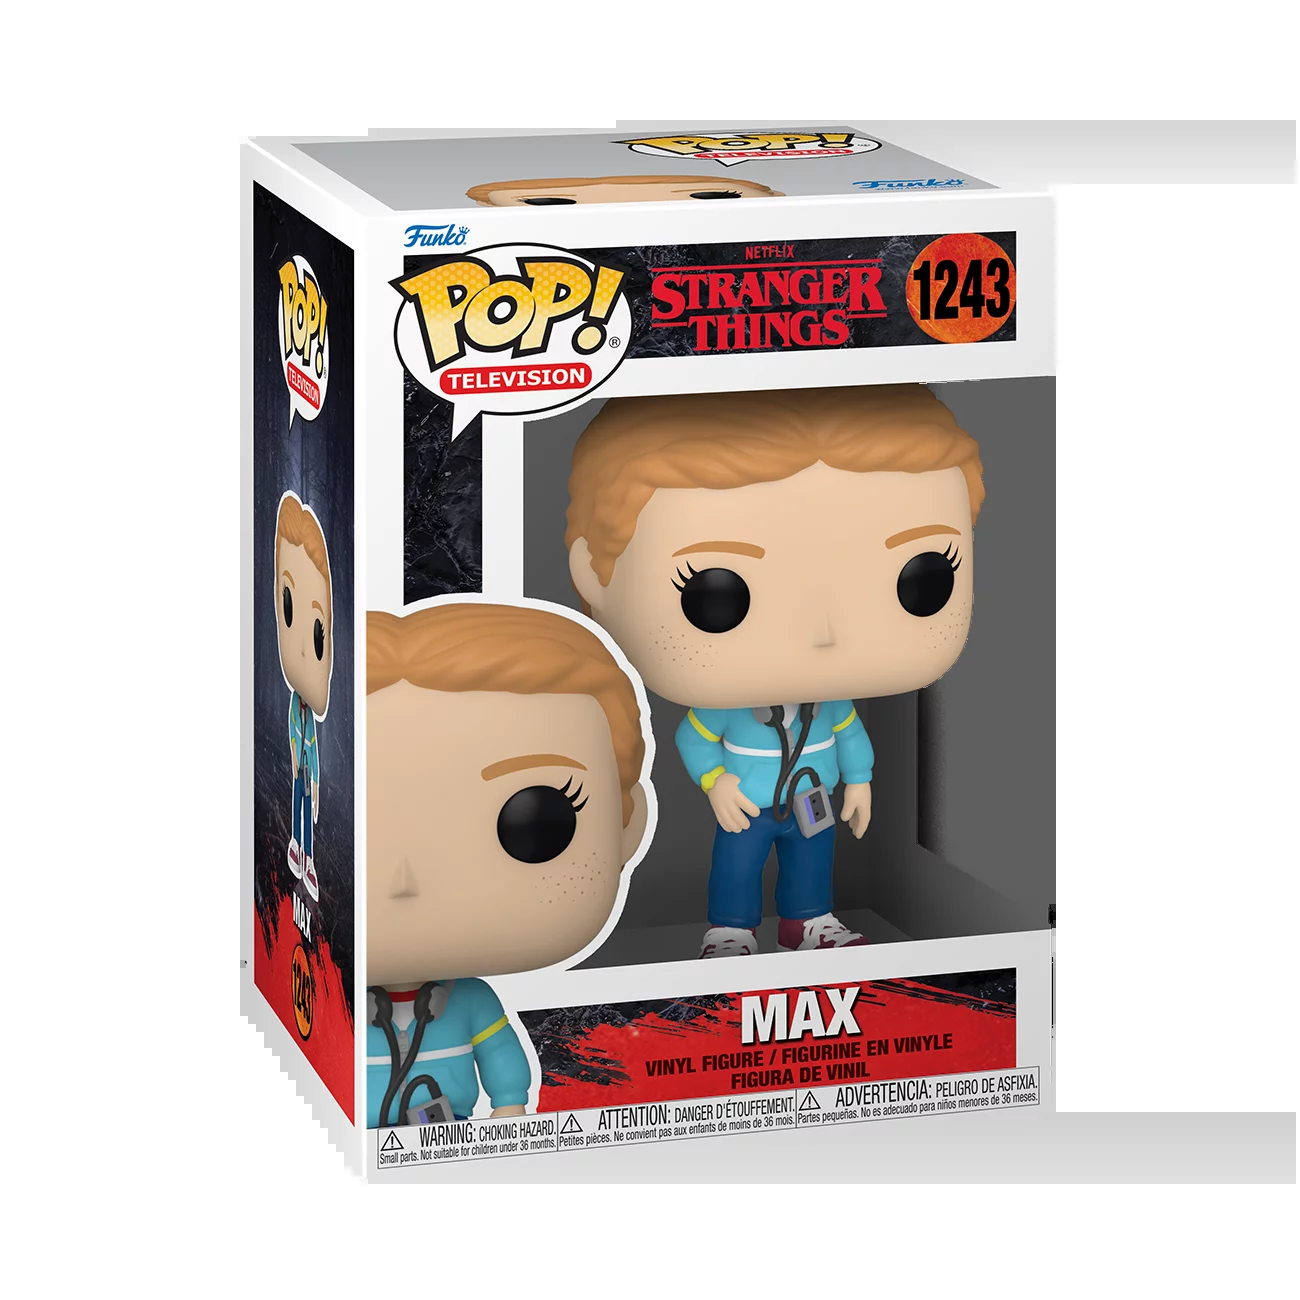 POP!
TELEVISION
Funko
Funko
POP!®
TELEVISION
NETFLIX
STRANGER
THINGS
1243
POP!
TELEVISION
MAX
1243
MAX
VINYL FIGURE / FIGURINE EN VINYLE
FIGURA DE VINIL
WARNING: CHOKING HAZARD.
Small parts. Not suitable for children under 36 months.
ATTENTION: DANGER D'ÉTOUFFEMENT.
Petites pièces. Ne convient pas aux enfants de moins de 36 mois.
ADVERTENCIA: PELIGRO DE ASFIXIA.
Partes pequeñas. No es adecuado para niños menores de 36 meses.